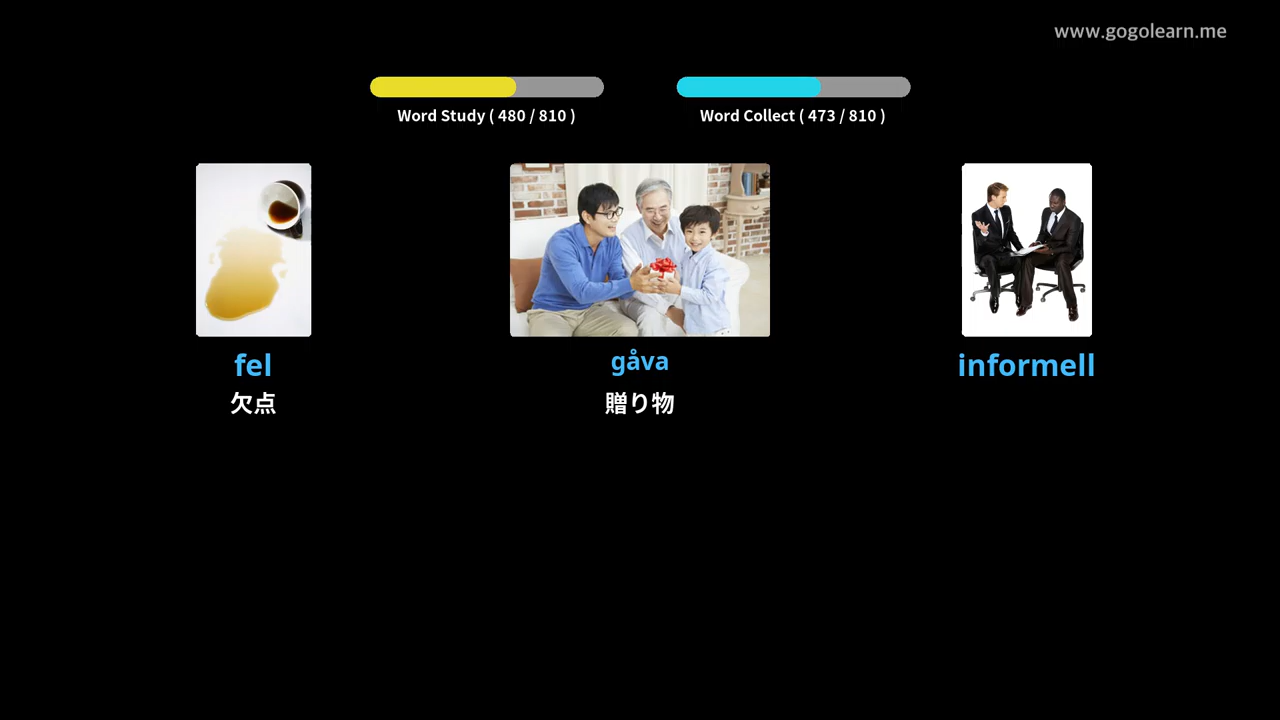 www.gogolearn.me
Word Study ( 480 / 810 )
Word Collect ( 473 / 810 )
fel
欠点
gåva
贈り物
informell